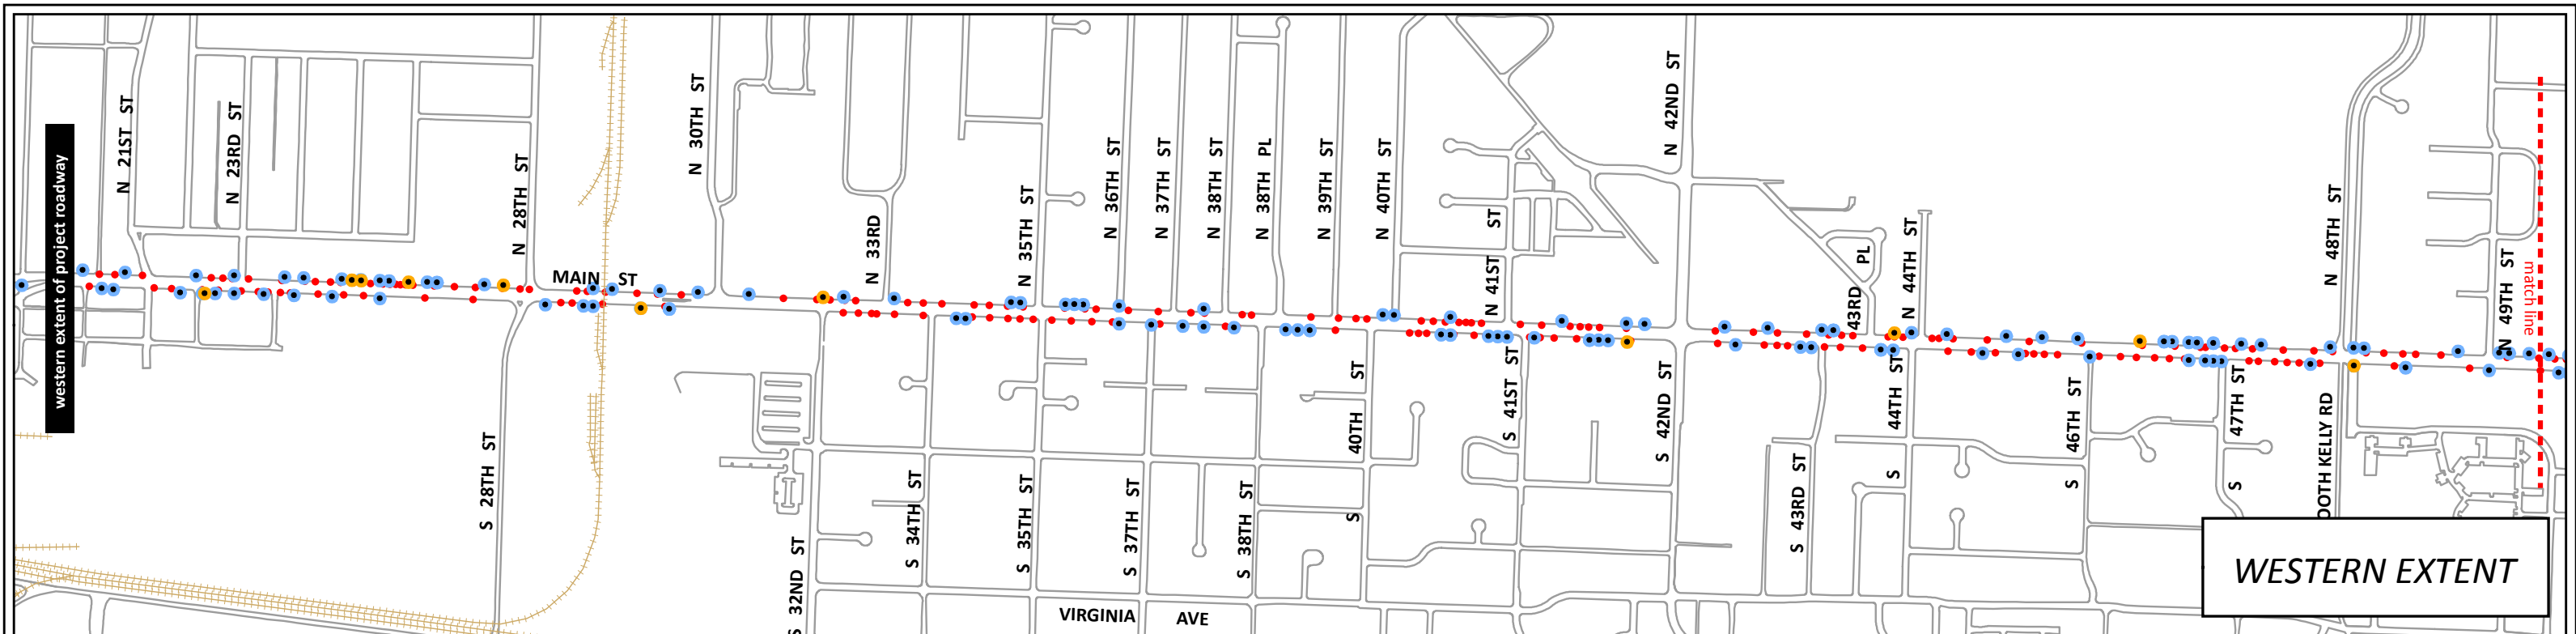 western extent of project roadway
N 21ST ST
N 23RD ST
N 28TH ST
MAIN ST
N 30TH ST
N 33RD
N 35TH ST
N 36TH ST
N 37TH ST
N 38TH ST
N 38TH PL
N 39TH ST
N 40TH ST
N 41ST ST
N 42ND ST
43RD PL
N 44TH ST
N 48TH ST
N 49TH ST
match line
S 28TH ST
S 32ND ST
S 34TH ST
S 35TH ST
S 37TH ST
S 38TH ST
S 40TH ST
S 41ST ST
S 42ND ST
S 43RD ST
S 44TH ST
S 46TH ST
S 47TH ST
OOTH KELLY RD
VIRGINIA AVE
WESTERN EXTENT